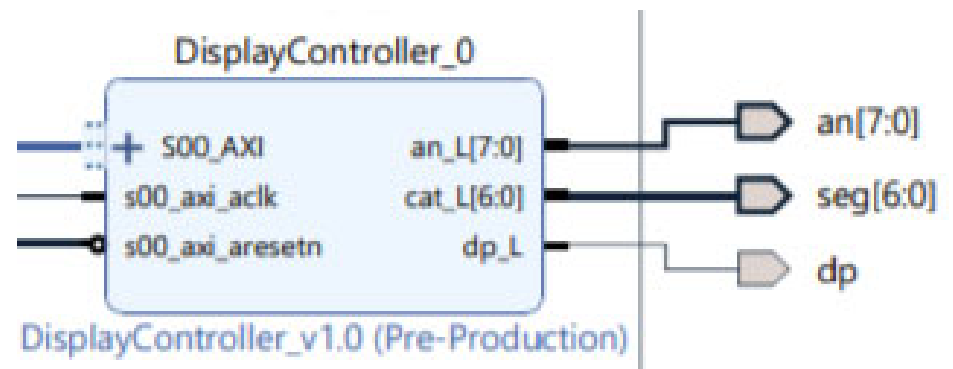 DisplayController_0
S00_AXI
s00_axi_aclk
s00_axi_aresetn
an_L[7:0]
cat_L[6:0]
dp_L
an[7:0]
seg[6:0]
dp
DisplayController_v1.0 (Pre-Production)